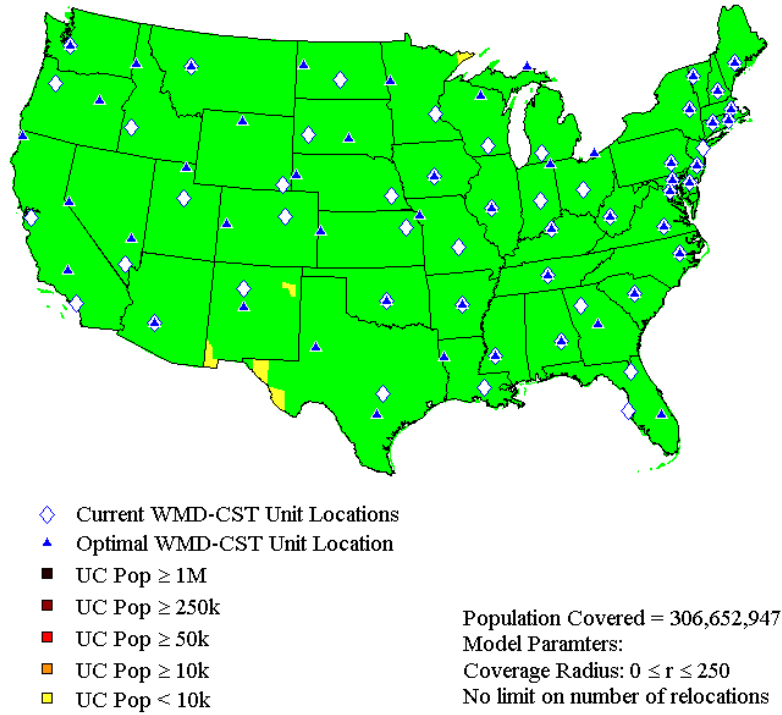 Current WMD-CST Unit Locations
Optimal WMD-CST Unit Location
UC Pop ≥ 1M
UC Pop ≥ 250k
UC Pop ≥ 50k
UC Pop ≥ 10k
UC Pop < 10k
Population Covered = 306,652,947
Model Paramters:
Coverage Radius: 0 ≤ r ≤ 250
No limit on number of relocations